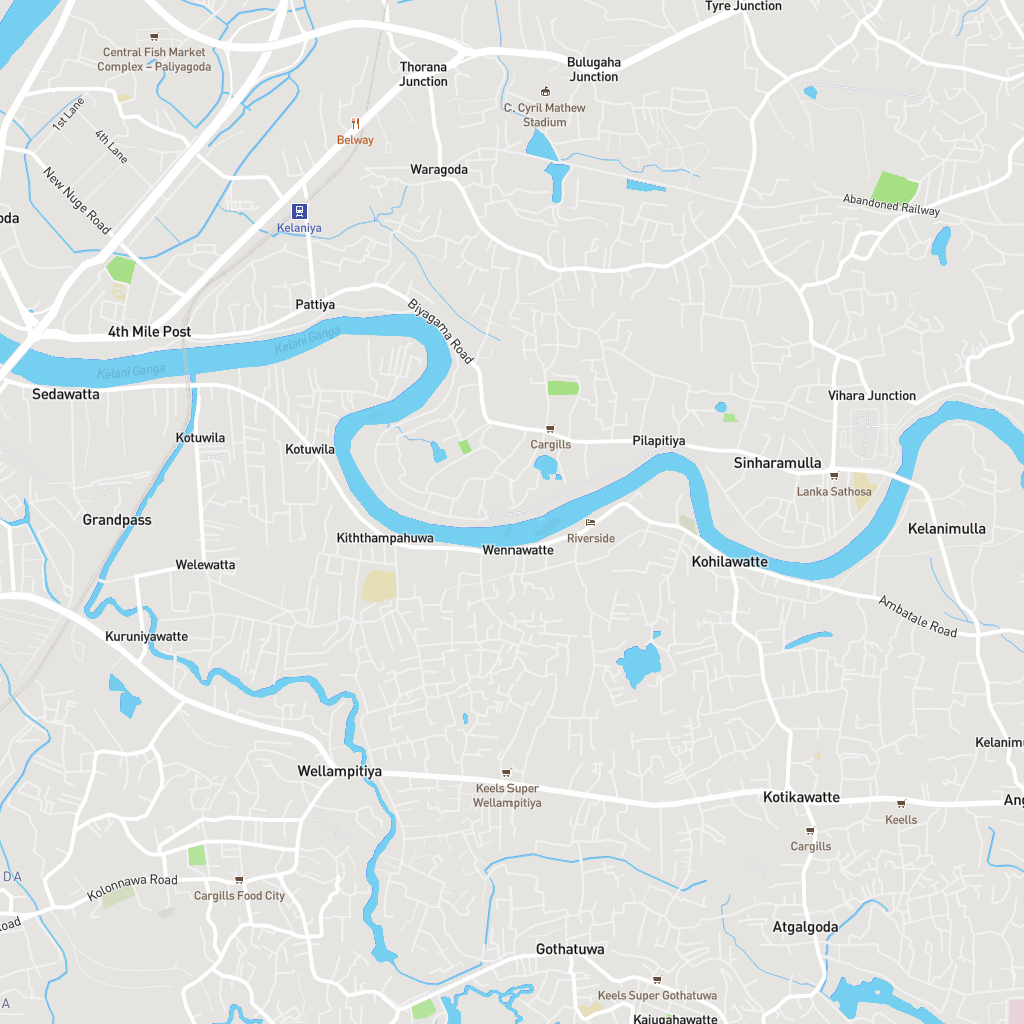 Tyre Junction
Central Fish Market
Complex – Paliyagoda
Thorana
Junction
Bulugaha
Junction
1st Lane
C. Cyril Mathew
Stadium
4th Lane
Belway
Waragoda
New Nuge Road
Abandoned Railway
oda
Kelaniya
Pattiya
Biyagama Road
4th Mile Post
Kelani Ganga
Kelani Ganga
Sedawatta
Vihara Junction
Kotuwila
Kotuwila
Cargills
Pilapitiya
Sinharamulla
Lanka Sathosa
Grandpass
Kiththampahuwa
Wennawatte
Riverside
Kelanimulla
Welewatta
Kohilawatte
Ambatale Road
Kuruniyawatte
Kelanimu
Wellampitiya
Keels Super
Wellampitiya
Kotikawatte
Keells
Ang
Cargills
DA
Kolonnawa Road
Cargills Food City
Road
Atgalgoda
Gothatuwa
A
Keels Super Gothatuwa
Kajugahawatte